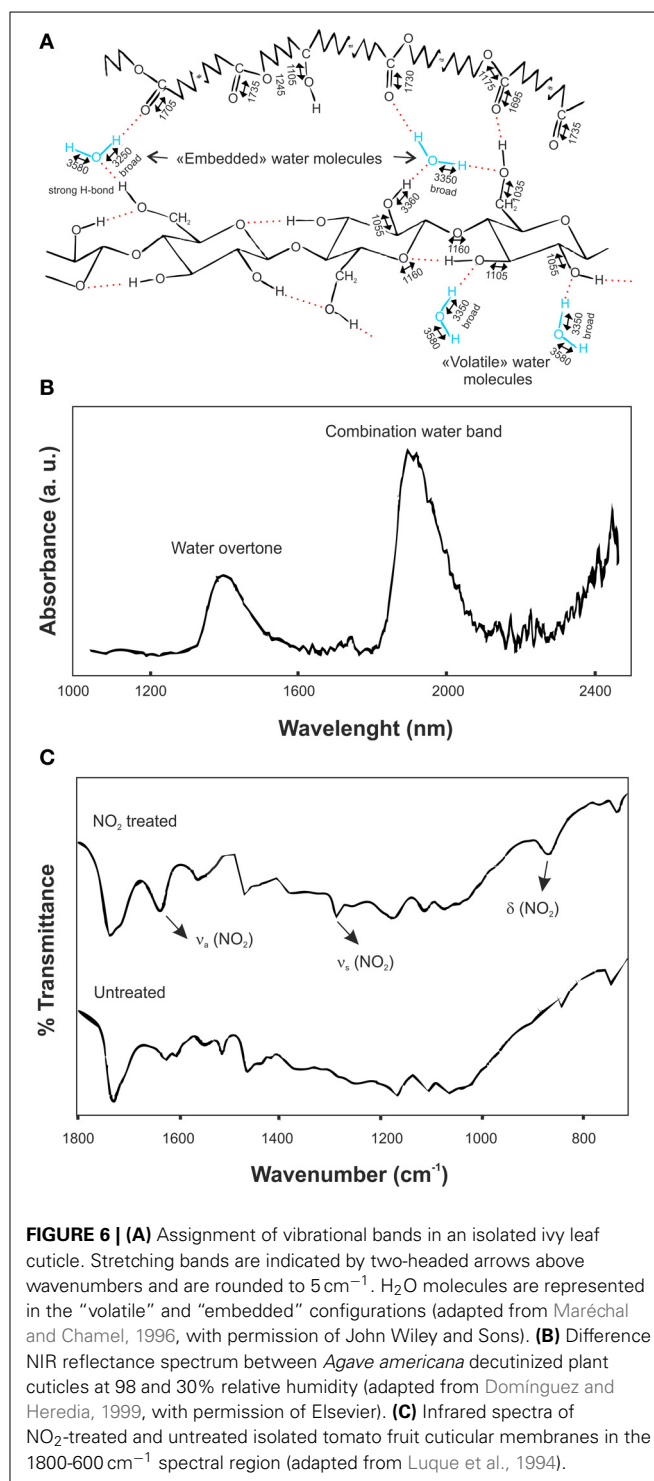 A
O
C
O
1705
C
O
1735
O
1245
C
1105
O
H
C
O
O
1730
O
1175
C
O
1695
C
O
1735
H
H
O
3580
3250
broad
«Embedded» water molecules
H
O
H
3350
broad
H
O
strong H-bond
H
O
CH₂
H
O
3360
1055
H
O
CH₂
1035
H
O
O
O
H
O
O
1160
O
O
O
H
O
H
O
CH₂
O
H
O
1160
H
O
1105
1055
O
H
H
3350
broad
O
3580
H
H
3350
broad
O
3580
H
«Volatile» water
molecules
B
Combination water band
Water overtone
Absorbance (a. u.)
1000 1200 1600 2000 2400
Wavelenght (nm)
C
NO₂ treated
νₐ (NO₂)
νₛ (NO₂)
δ (NO₂)
Untreated
% Transmittance
1800 1600 1400 1200 1000 800
Wavenumber (cm⁻¹)
FIGURE 6 | (A) Assignment of vibrational bands in an isolated ivy leaf
cuticle. Stretching bands are indicated by two-headed arrows above
wavenumbers and are rounded to 5 cm⁻¹. H₂O molecules are represented
in the “volatile” and “embedded” configurations (adapted from Maréchal
and Chamel, 1996, with permission of John Wiley and Sons). (B) Difference
NIR reflectance spectrum between Agave americana decutinized plant
cuticles at 98 and 30% relative humidity (adapted from Domínguez and
Heredia, 1999, with permission of Elsevier). (C) Infrared spectra of
NO₂-treated and untreated isolated tomato fruit cuticular membranes in the
1800-600 cm⁻¹ spectral region (adapted from Luque et al., 1994).